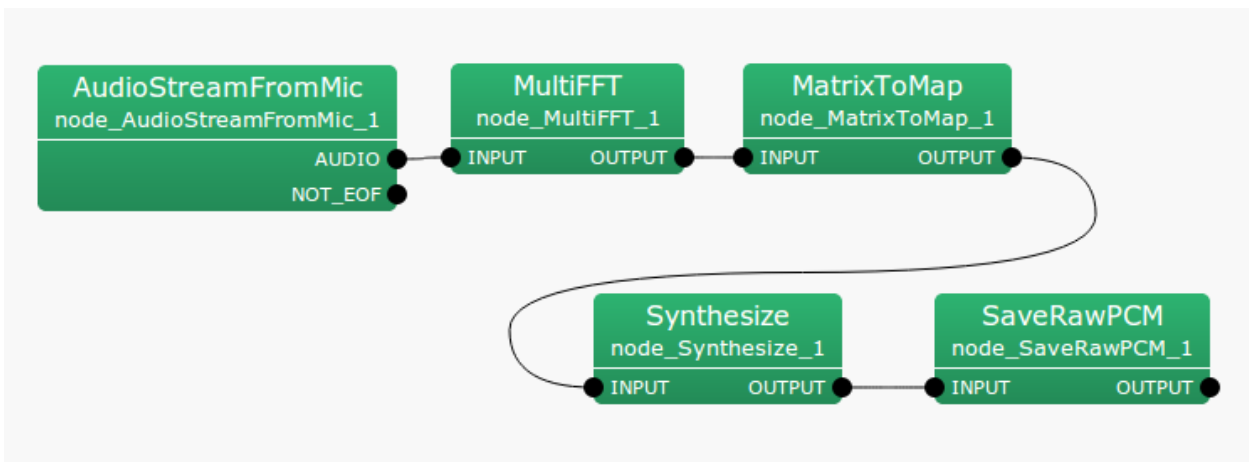 AudioStreamFromMic
node_AudioStreamFromMic_1
AUDIO
NOT_EOF
MultiFFT
node_MultiFFT_1
INPUT OUTPUT
MatrixToMap
node_MatrixToMap_1
INPUT OUTPUT
Synthesize
node_Synthesize_1
INPUT OUTPUT
SaveRawPCM
node_SaveRawPCM_1
INPUT OUTPUT